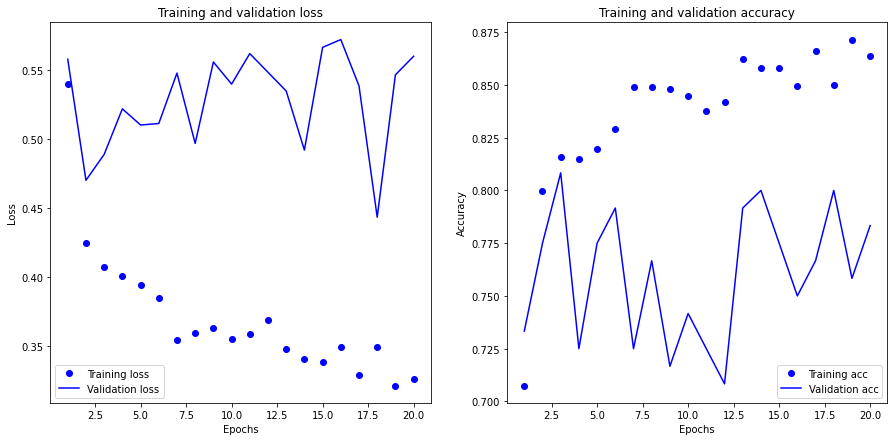 Training and validation loss
0.55
0.50
0.45
0.40
0.35
Loss
Training loss
Validation loss
2.5 5.0 7.5 10.0 12.5 15.0 17.5 20.0
Epochs
Training and validation accuracy
0.875
0.850
0.825
0.800
0.775
0.750
0.725
0.700
Accuracy
Training acc
Validation acc
2.5 5.0 7.5 10.0 12.5 15.0 17.5 20.0
Epochs